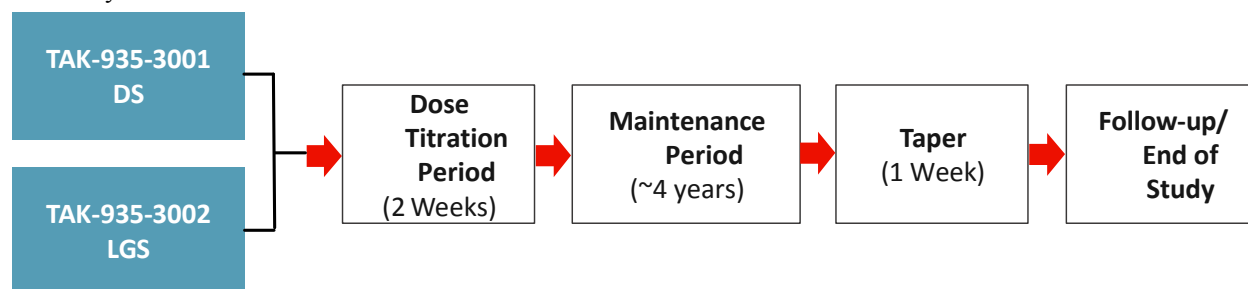 TAK-935-3001
DS
TAK-935-3002
LGS
Dose
Titration
Period
(2 Weeks)
Maintenance
Period
(~4 years)
Taper
(1 Week)
Follow-up/
End of
Study